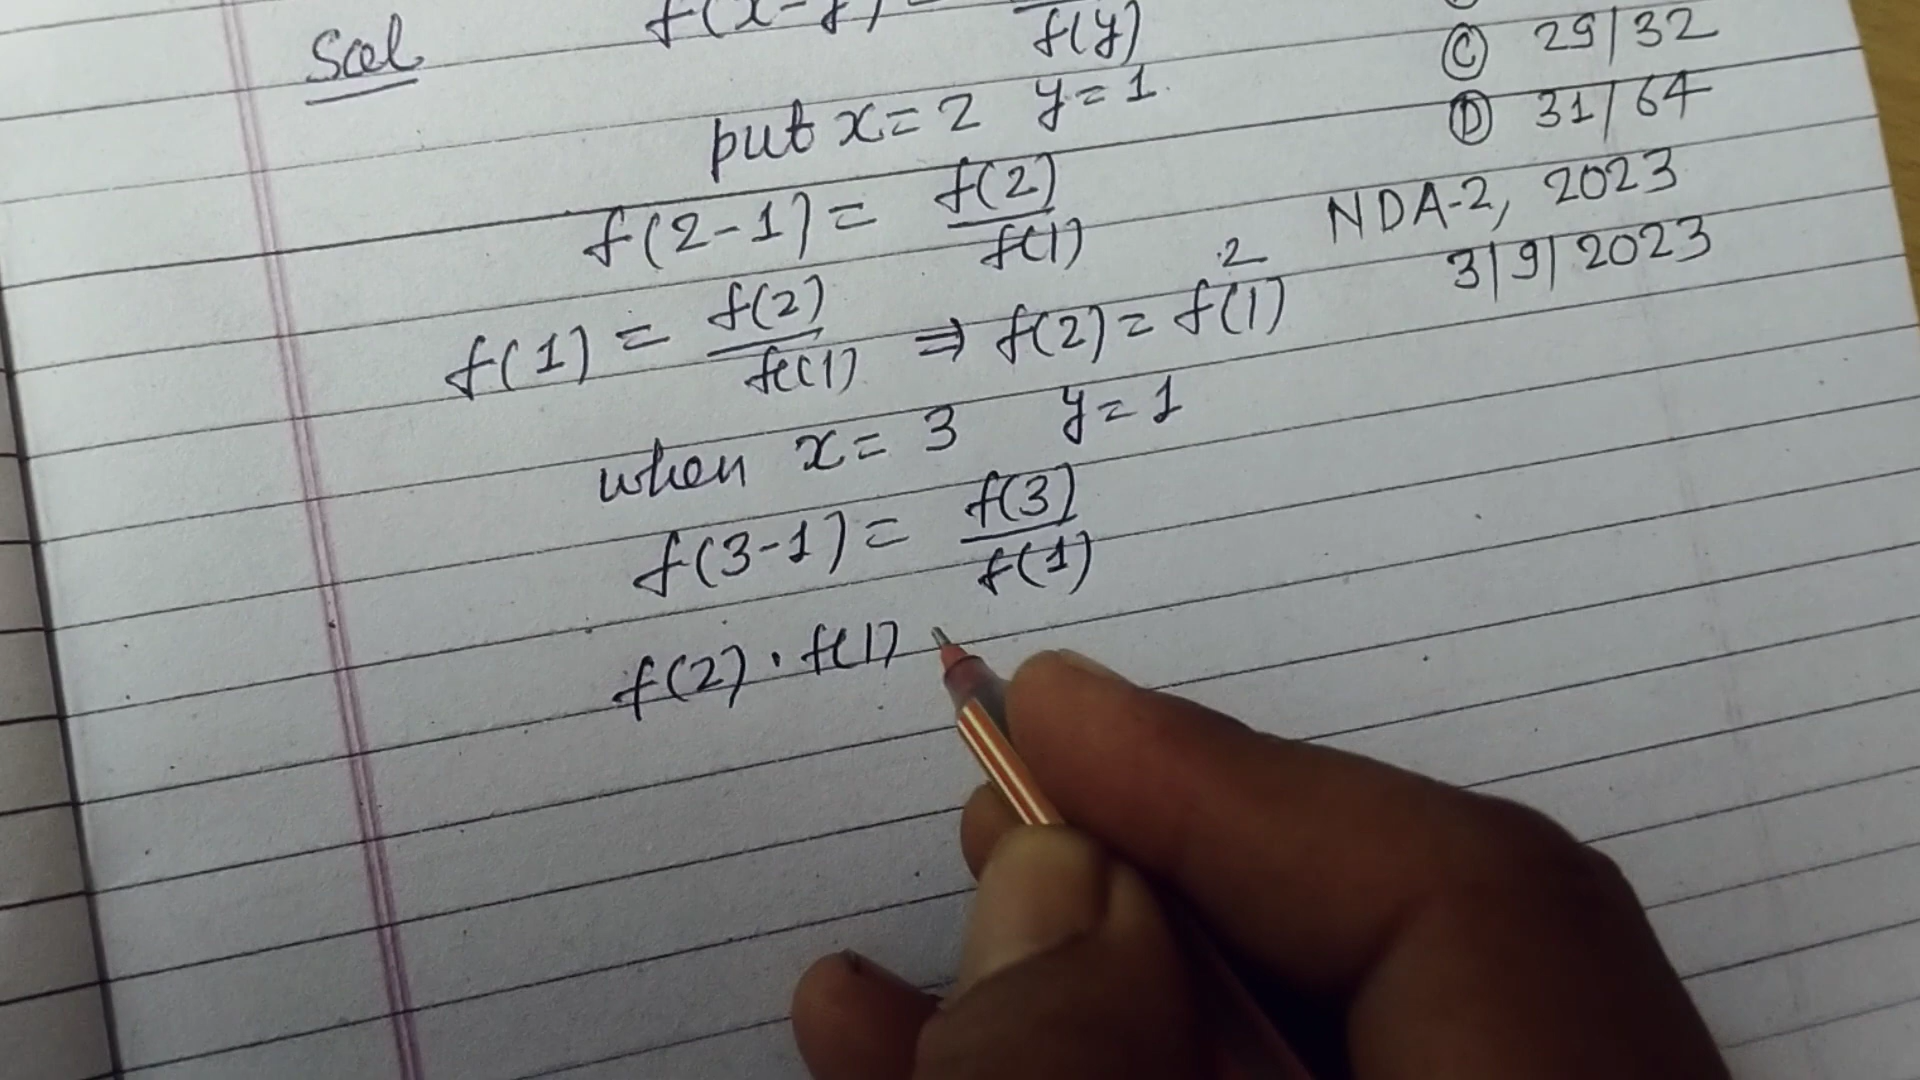 Sol f(x-y) = f(y)
C 29/32
put x=2 y=1
D 31/64
f(2-1) = f(2)/f(1)
NDA-2, 2023
3/9/2023
f(1) = f(2)/f(1) ⇒ f(2) = f(1)²
when x=3 y=1
f(3-1) = f(3)/f(1)
f(2) · f(1)